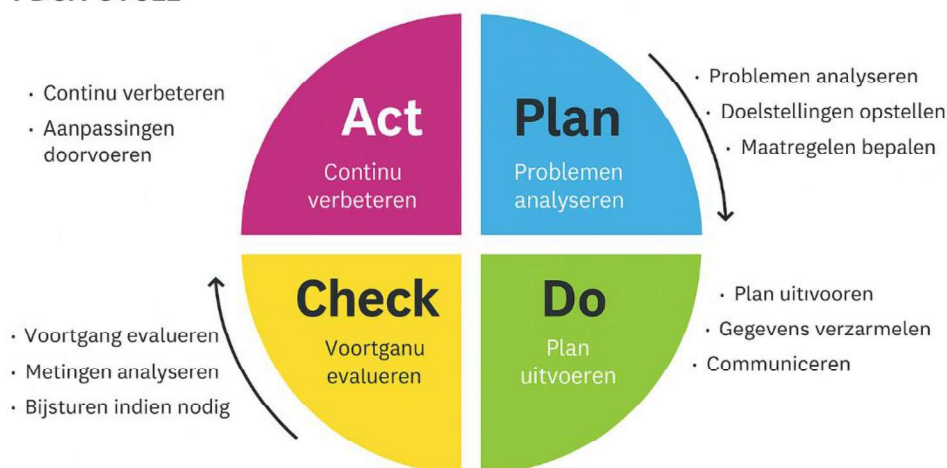 Act
Continu
verbeteren
Plan
Problemen
analyseren
Check
Voortganu
evalueren
Do
Plan
uitvoeren
· Continu verbeteren
· Aanpassingen
doorvoeren
· Problemen analyseren
· Doelstellingen opstellen
· Maatregelen bepalen
· Voortgang evalueren
· Metingen analyseren
· Bijsturen indien nodig
· Plan uitvooren
· Gegevens verzarmelen
· Communiceren